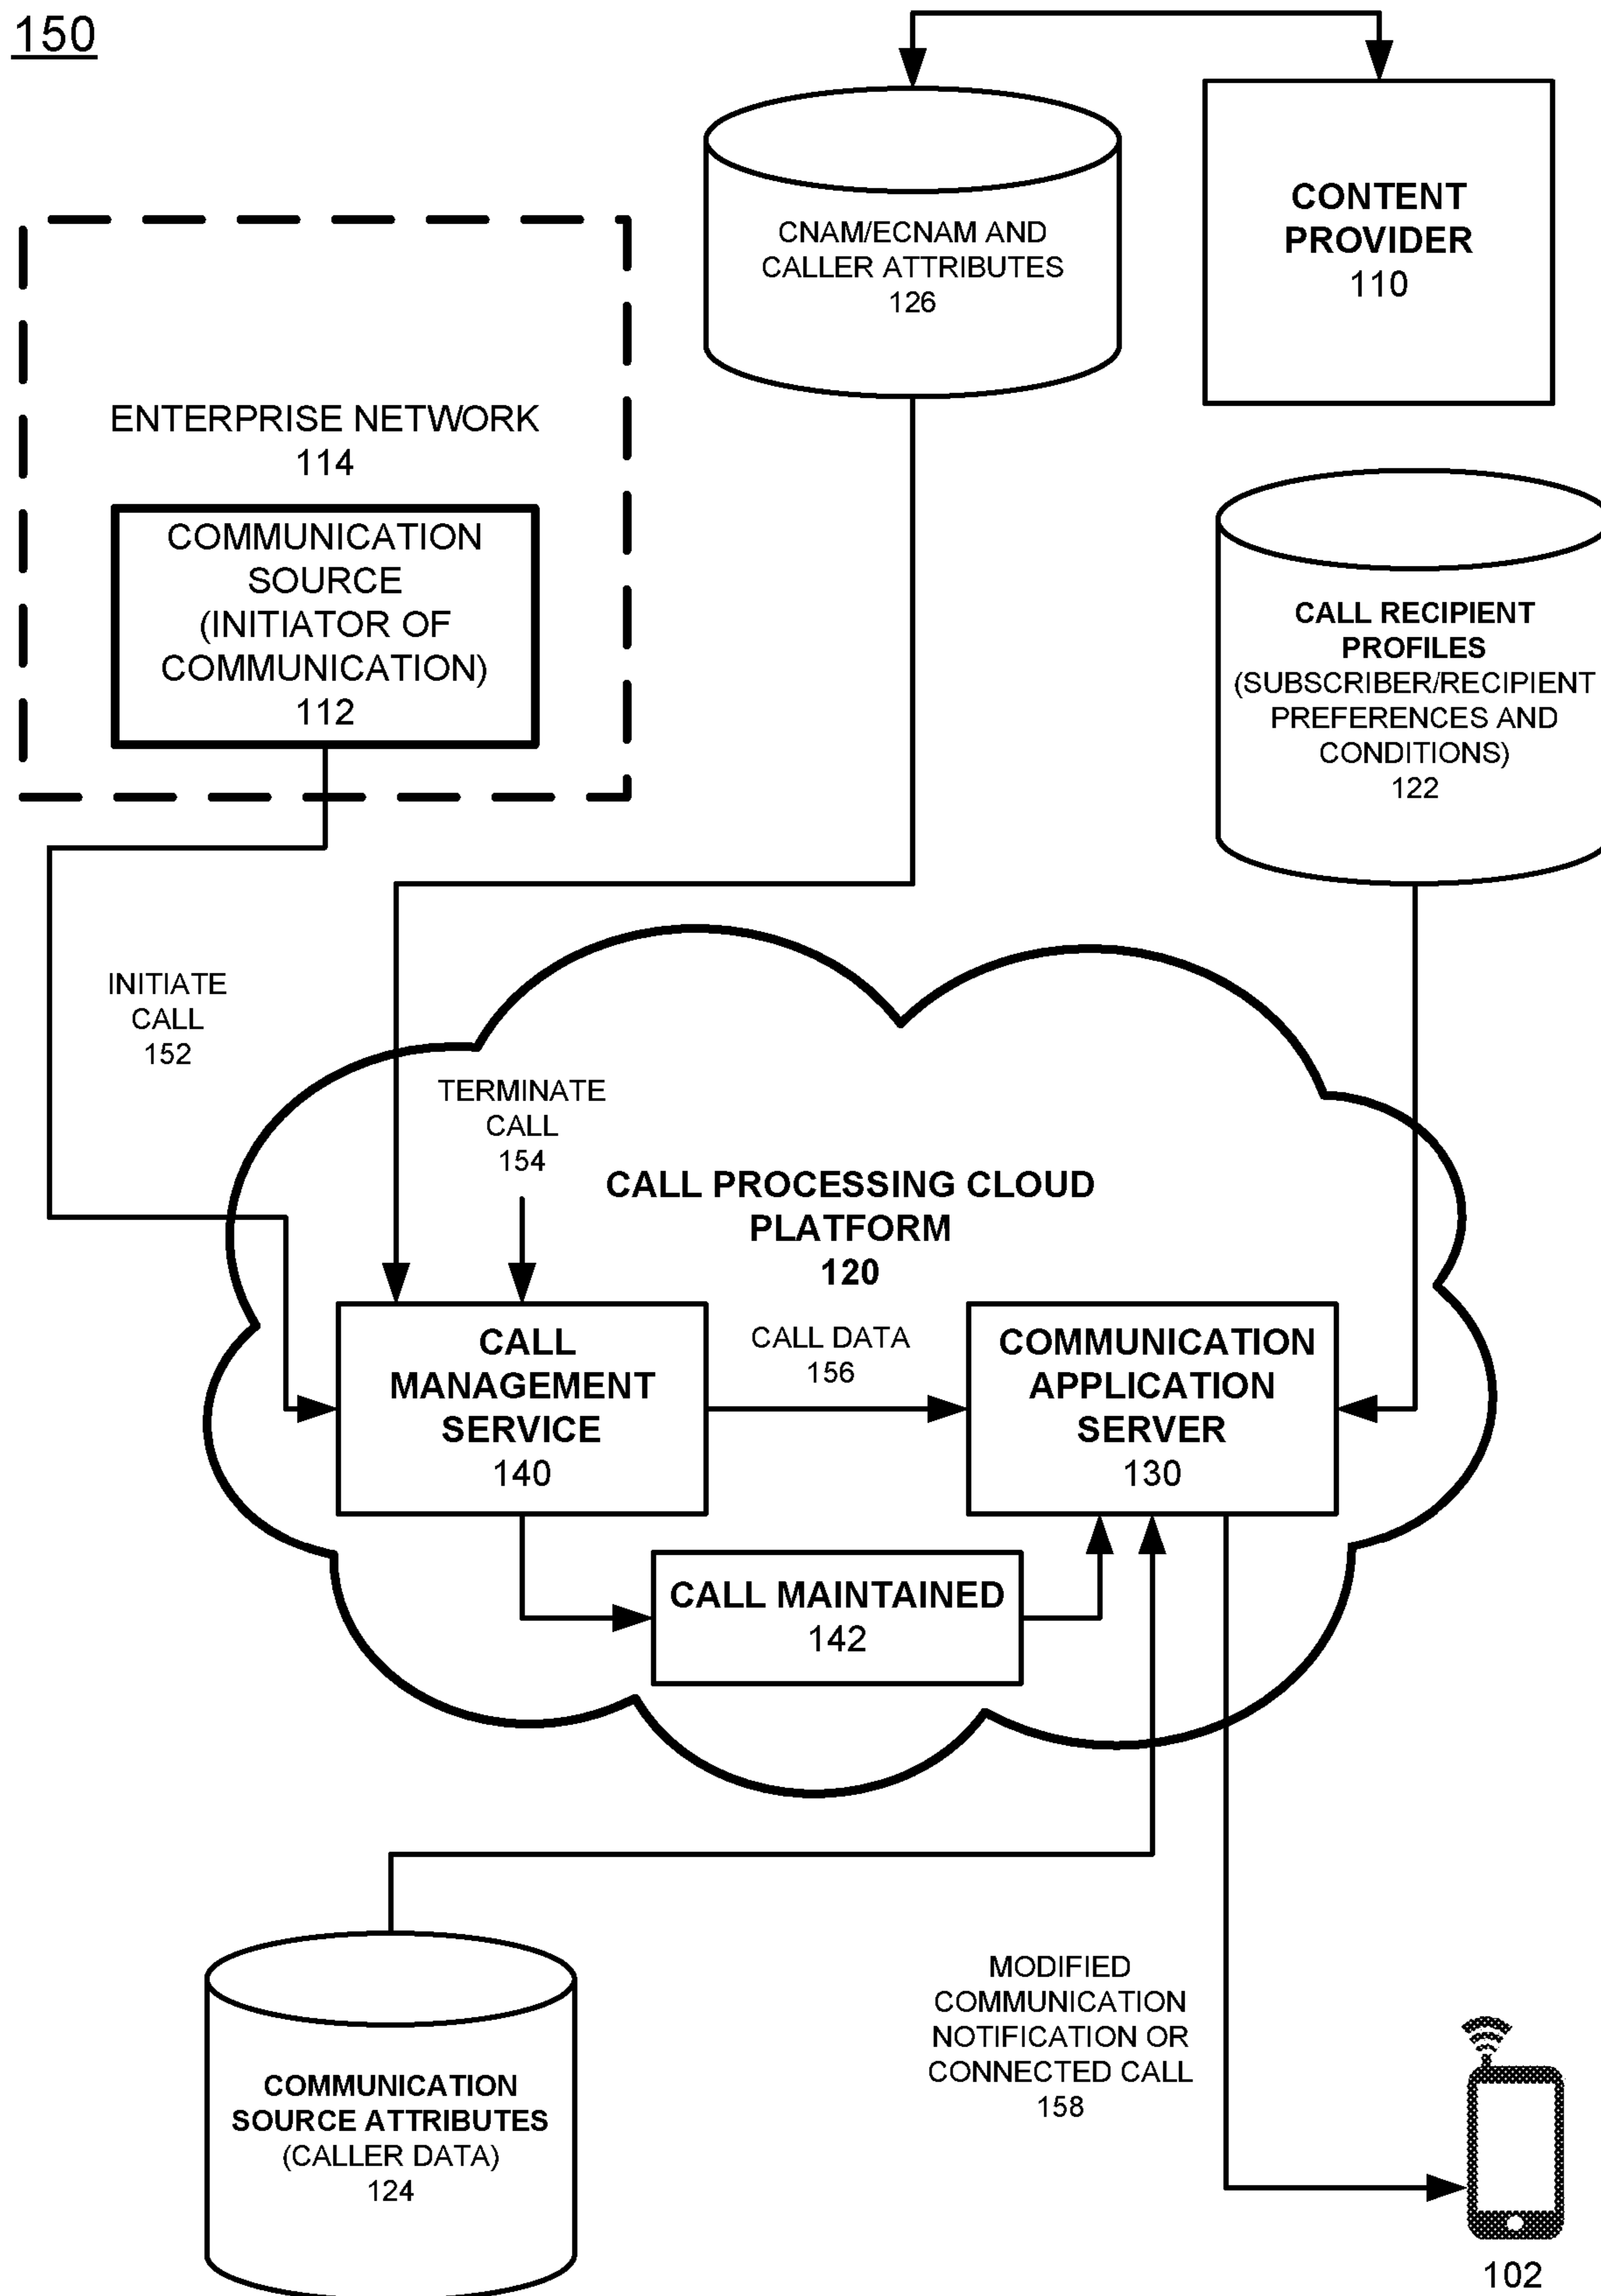 150
CNAM/ECNAM AND
CALLER ATTRIBUTES
126
CONTENT
PROVIDER
110
ENTERPRISE NETWORK
114
COMMUNICATION
SOURCE
(INITIATOR OF
COMMUNICATION)
112
CALL RECIPIENT
PROFILES
(SUBSCRIBER/RECIPIENT
PREFERENCES AND
CONDITIONS)
122
INITIATE
CALL
152
TERMINATE
CALL
154
CALL PROCESSING CLOUD
PLATFORM
120
CALL
MANAGEMENT
SERVICE
140
CALL DATA
156
COMMUNICATION
APPLICATION
SERVER
130
CALL MAINTAINED
142
COMMUNICATION
SOURCE ATTRIBUTES
(CALLER DATA)
124
MODIFIED
COMMUNICATION
NOTIFICATION OR
CONNECTED CALL
158
102